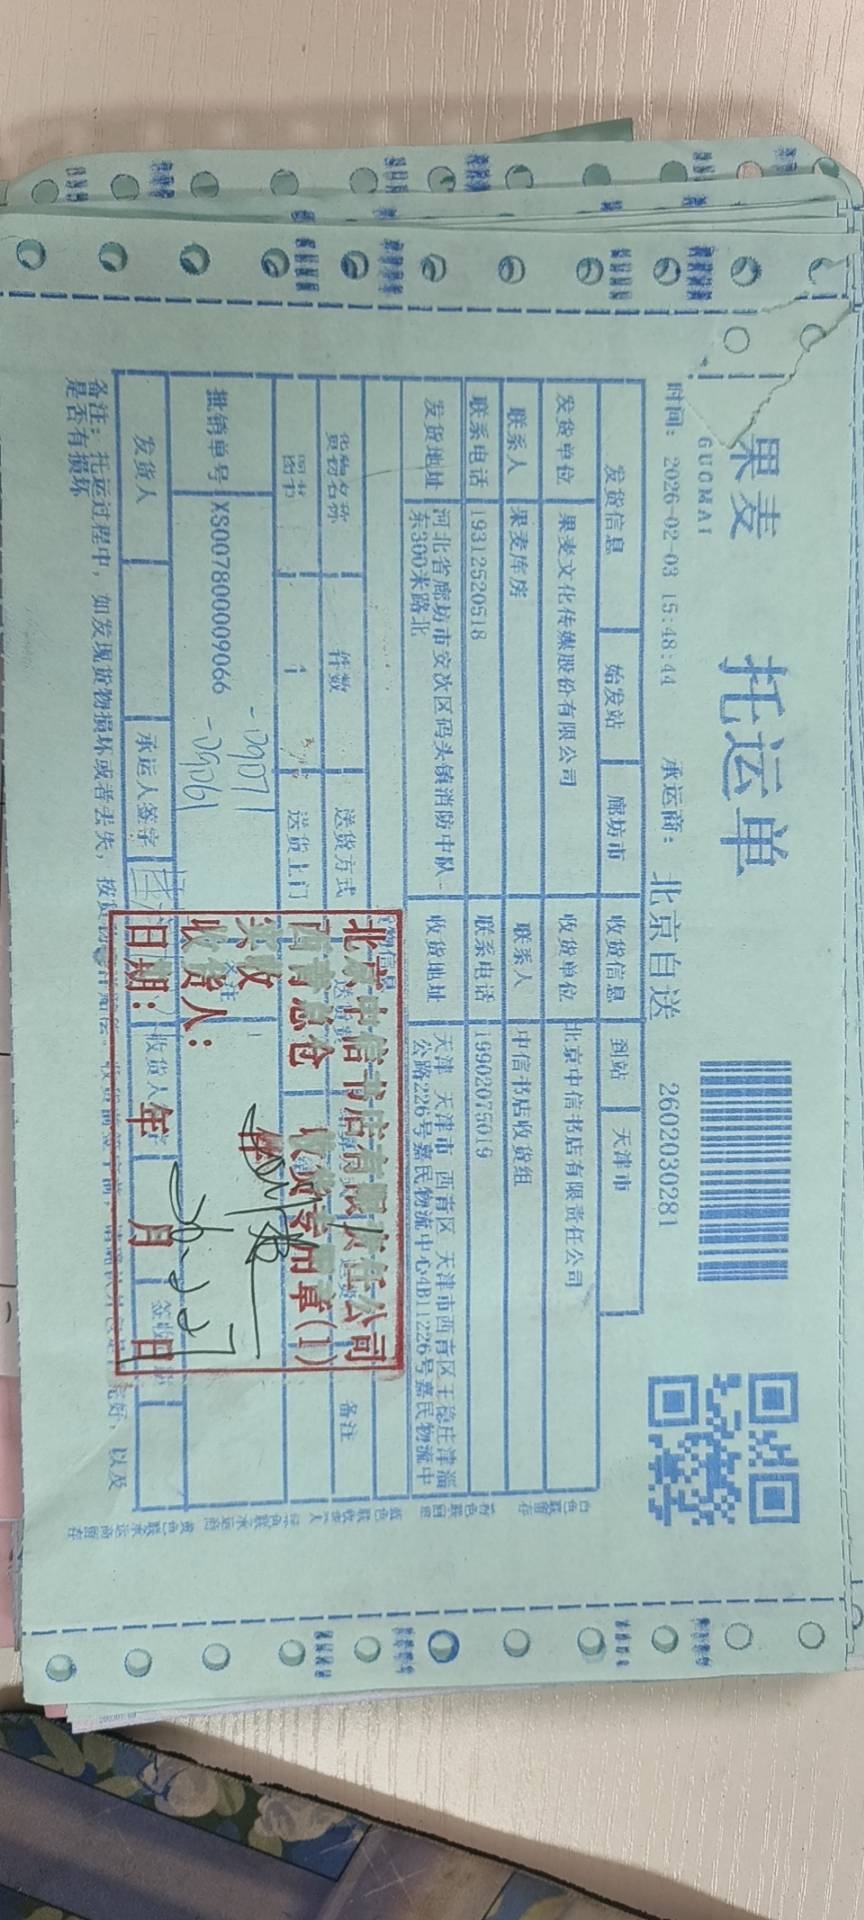 果麦
GUOMAI
托运单
时间: 2026-02-03 15:48:44 承运商: 北京自送 2602030281
发货信息 始发站 廊坊市 收货信息 到站 天津市
发货单位 果麦文化传媒股份有限公司 收货单位 北京中信书店有限责任公司
联系人 果麦库房 联系人 中信书店收货组
联系电话 19312520518 联系电话 19902075019
发货地址 河北省廊坊市安次区码头镇消防中队东300米路北 收货地址 天津 天津市 西青区 天津市西青区王稳庄津淄公路226号嘉民物流中心4B11226号嘉民物流中
货物名称 件数 送货方式 备注
图书 1 送货上门
批销单号 XS007800009066
-09071
-09061
备注
发货人 承运人签字 收货人
备注: 托运过程中, 如发现货物损坏或者丢失, 按
完好, 以及
是否有损坏
北京中信书店有限责任公司
西青总仓 收货专用章(1)
实收 件
收货人:
日期: 年 月 日